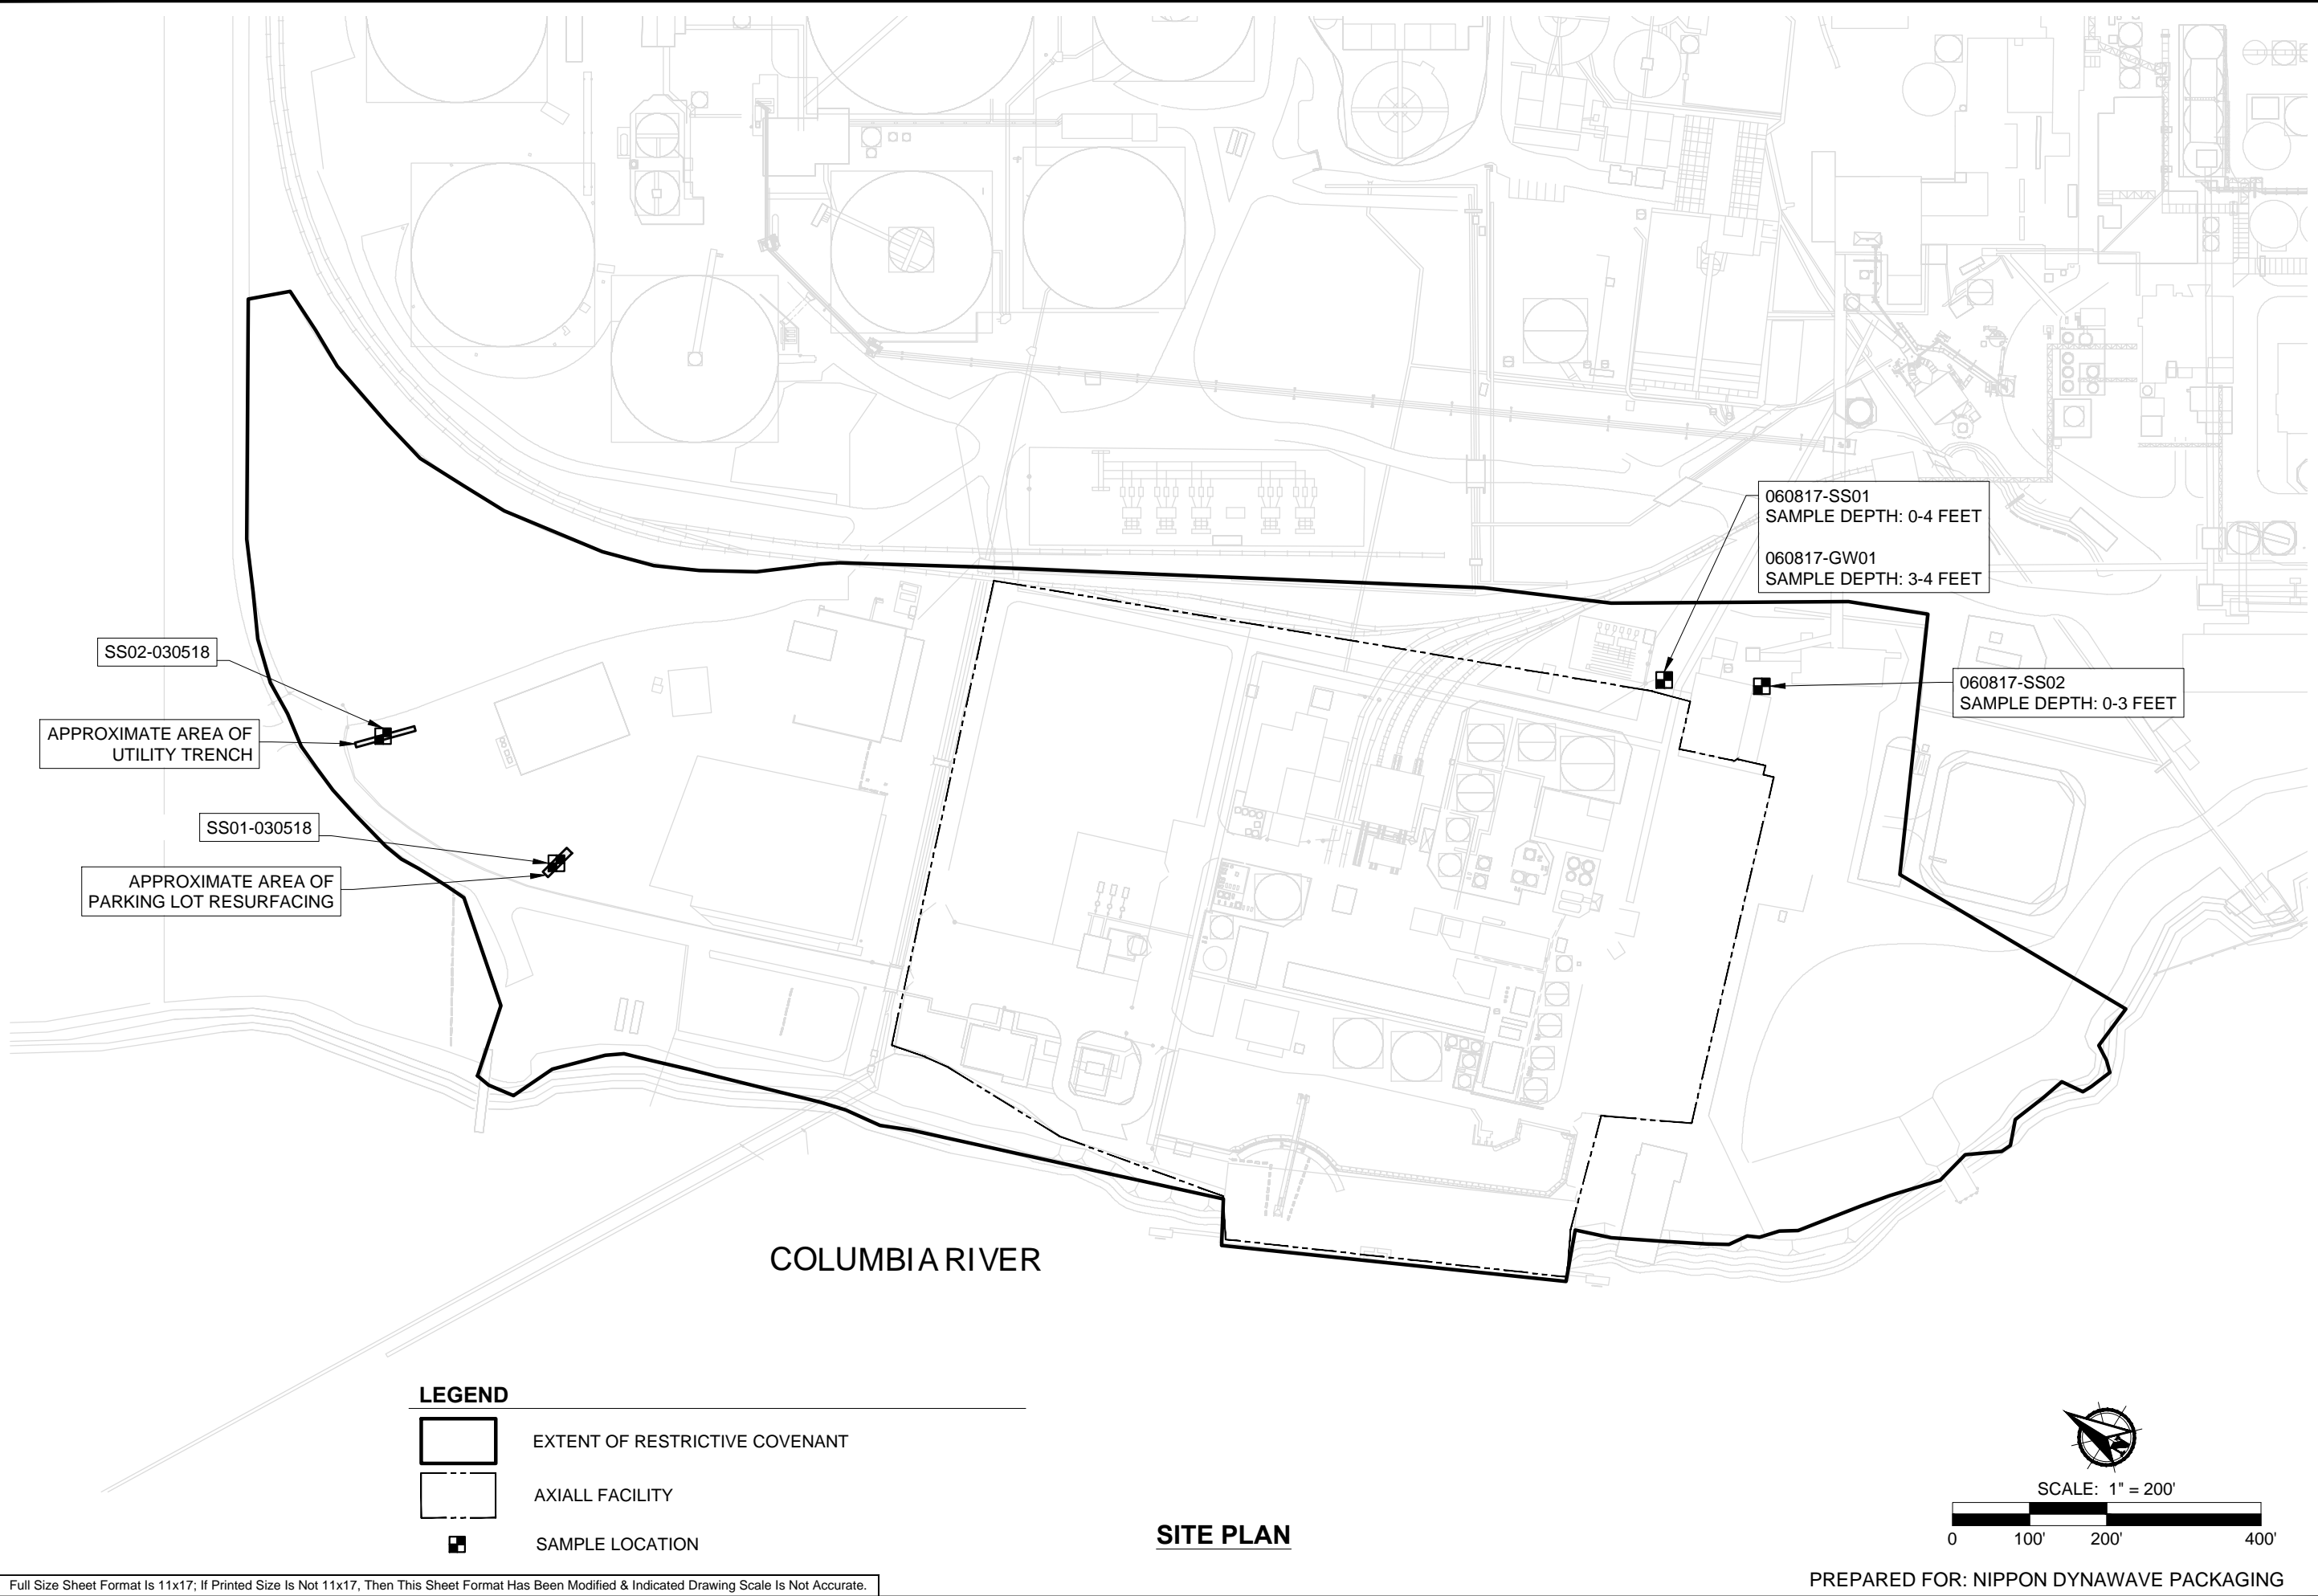 060817-SS01
SAMPLE DEPTH: 0-4 FEET
060817-GW01
SAMPLE DEPTH: 3-4 FEET
SS02-030518
060817-SS02
SAMPLE DEPTH: 0-3 FEET
APPROXIMATE AREA OF
UTILITY TRENCH
SS01-030518
APPROXIMATE AREA OF
PARKING LOT RESURFACING
COLUMBIA RIVER
LEGEND
EXTENT OF RESTRICTIVE COVENANT
AXIALL FACILITY
SAMPLE LOCATION
SITE PLAN
SCALE: 1" = 200'
0 100' 200' 400'
PREPARED FOR: NIPPON DYNAWAVE PACKAGING
Full Size Sheet Format Is 11x17; If Printed Size Is Not 11x17, Then This Sheet Format Has Been Modified & Indicated Drawing Scale Is Not Accurate.